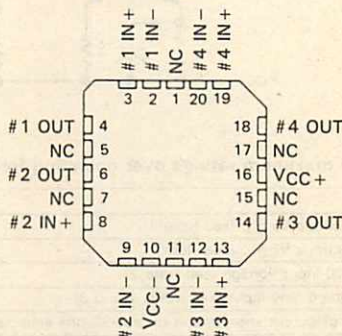 #1 IN+
#1 IN−
NC
#4 IN−
#4 IN+
3 2 1 20 19
#1 OUT 4
NC 5
#2 OUT 6
NC 7
#2 IN+ 8
18 #4 OUT
17 NC
16 VCC+
15 NC
14 #3 OUT
9 10 11 12 13
#2 IN−
VCC−
NC
#3 IN−
#3 IN+